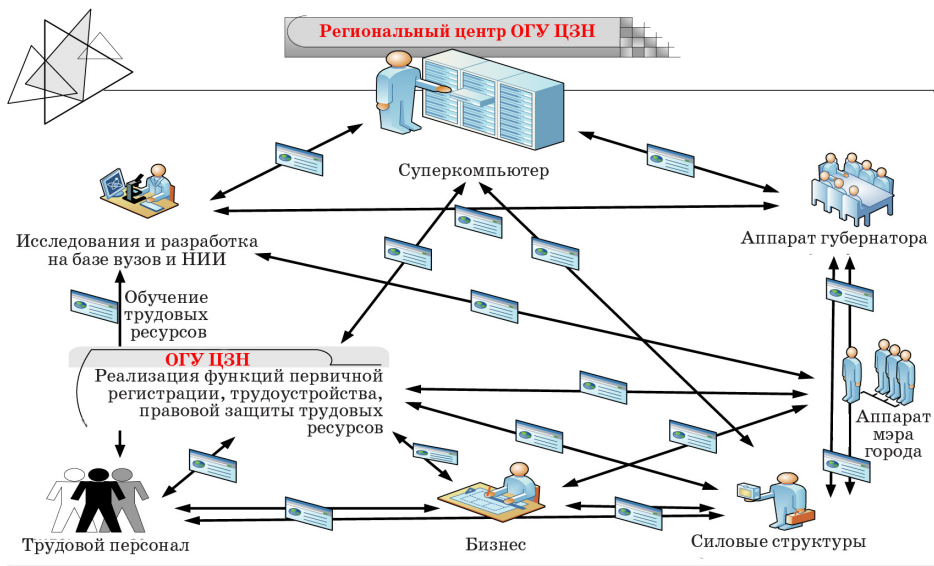 Региональный центр ОГУ ЦЗН
Суперкомпьютер
Исследования и разработка
на базе вузов и НИИ
Аппарат губернатора
Обучение
трудовых
ресурсов
ОГУ ЦЗН
Реализация функций первичной
регистрации, трудоустройства,
правовой защиты трудовых
ресурсов
Аппарат
мэра
города
Трудовой персонал
Бизнес
Силовые структуры